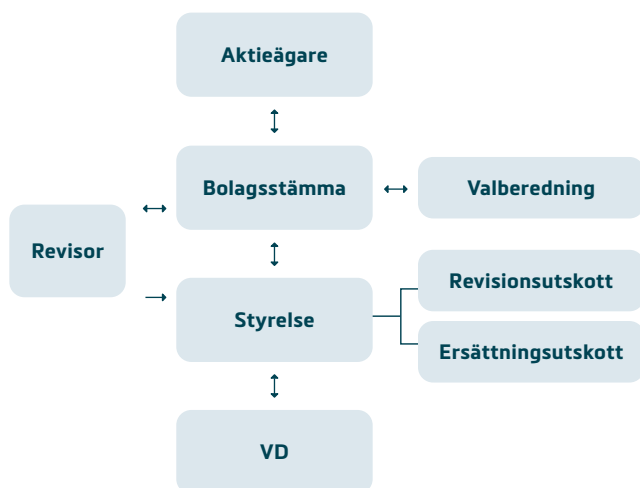 Aktieägare
Bolagsstämma
Valberedning
Revisor
Revisionsutskott
Styrelse
Ersättningsutskott
VD